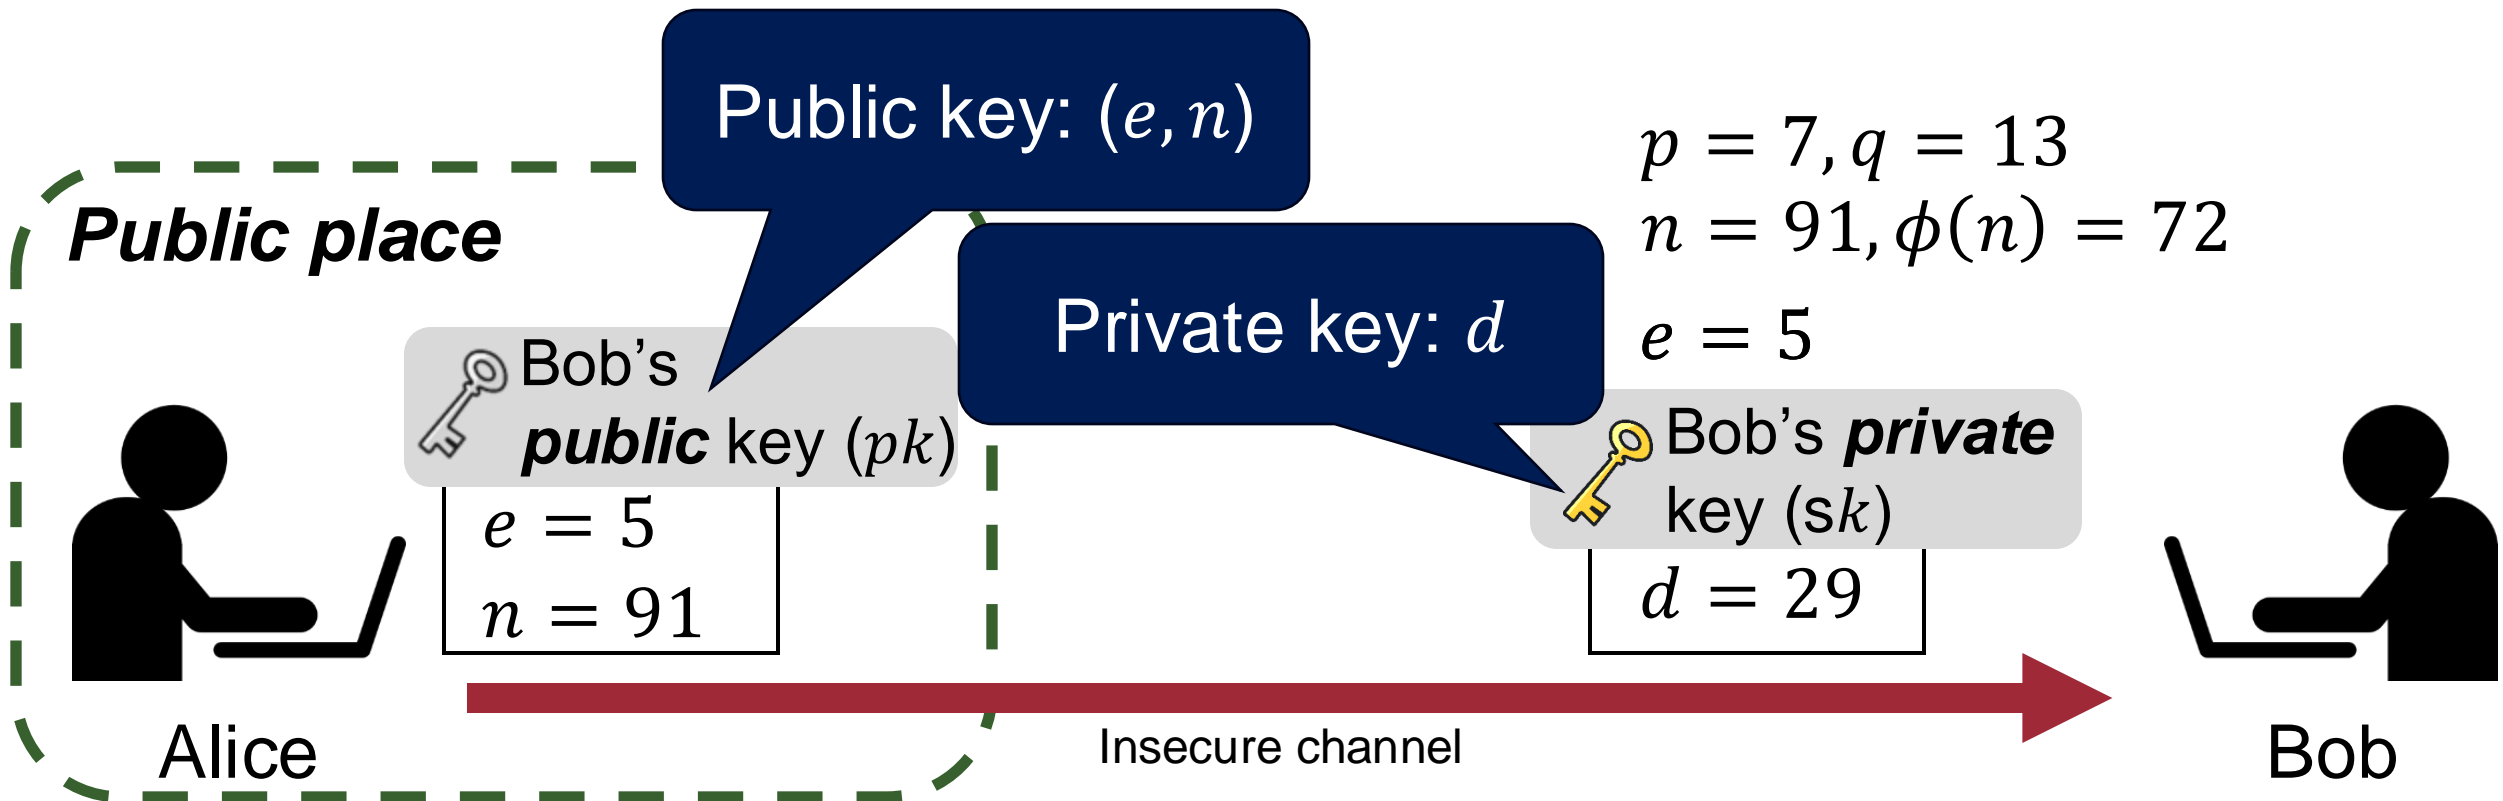 Public key: (𝑒, 𝑛)
𝑝 = 7, 𝑞 = 13
Public place
𝑛 = 91, 𝜙(𝑛) = 72
Private key: 𝑑
𝑒 = 5
Bob’s
public key (𝑝𝑘)
Bob’s private
key (s𝑘)
𝑒 = 5
𝑛 = 91
𝑑 = 29
Alice
Insecure channel
Bob